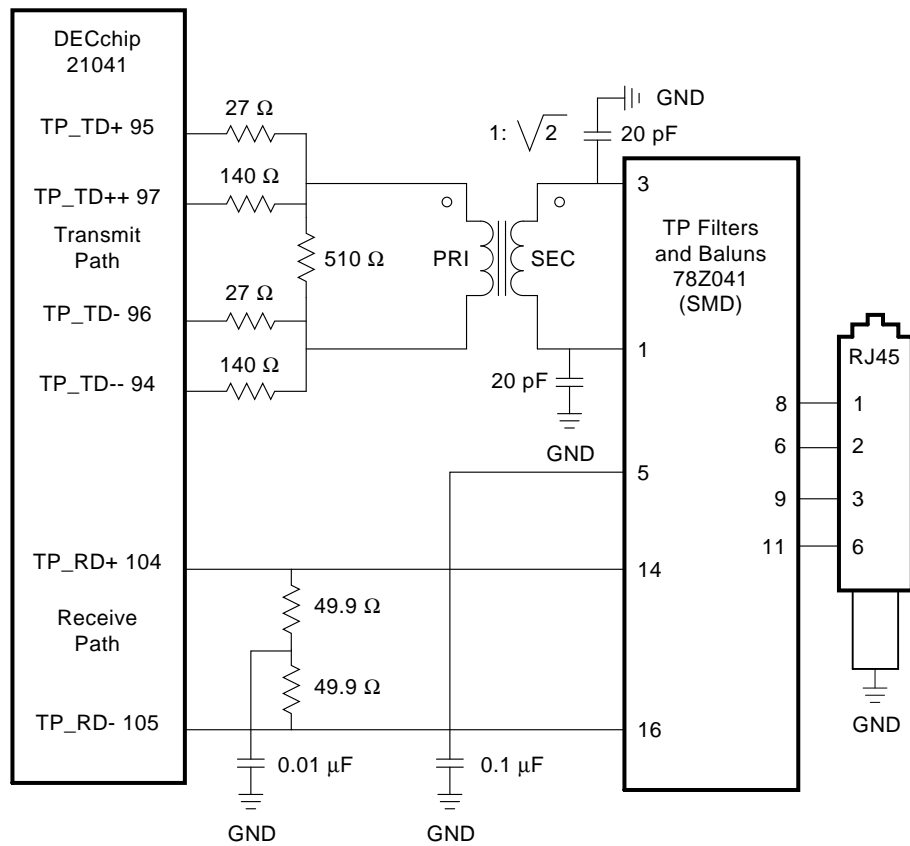 DECchip
21041
TP_TD+ 95
27 Ω
TP_TD++ 97
140 Ω
Transmit
Path
510 Ω
TP_TD- 96
27 Ω
TP_TD-- 94
140 Ω
PRI
SEC
1: √2
GND
20 pF
20 pF
GND
3
TP Filters
and Baluns
78Z041
(SMD)
1
5
14
16
8
6
9
11
RJ45
1
2
3
6
GND
TP_RD+ 104
49.9 Ω
Receive
Path
49.9 Ω
TP_RD- 105
0.01 μF
GND
0.1 μF
GND